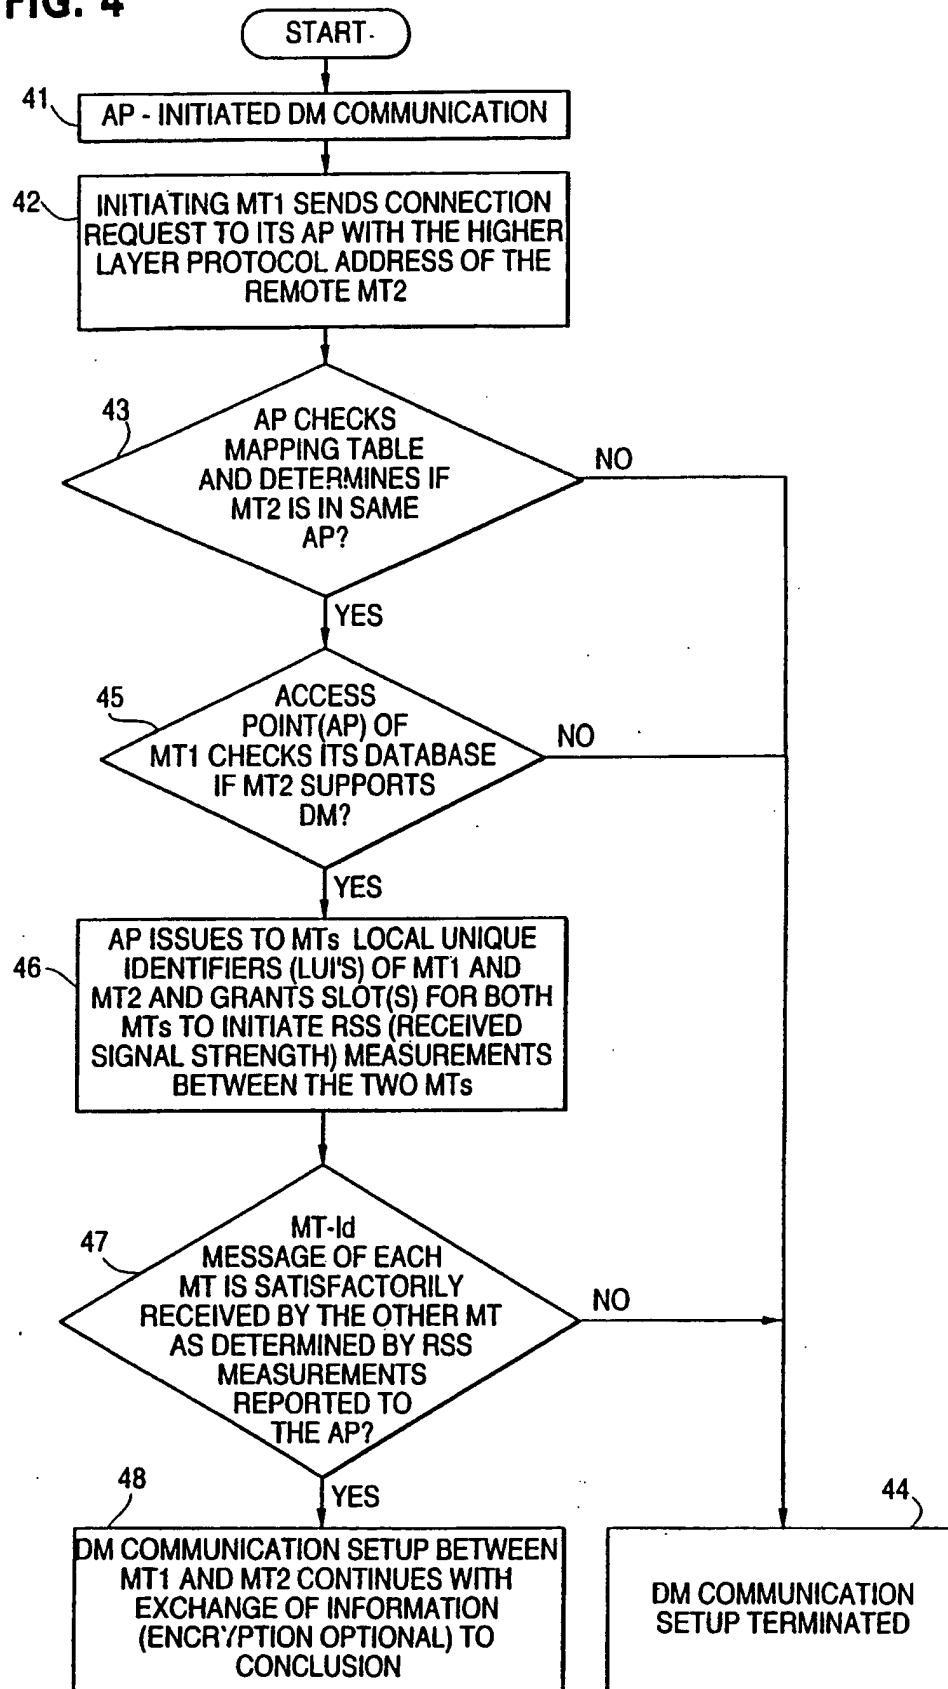 FIG. 4
START
41
AP - INITIATED DM COMMUNICATION
42
INITIATING MT1 SENDS CONNECTION
REQUEST TO ITS AP WITH THE HIGHER
LAYER PROTOCOL ADDRESS OF THE
REMOTE MT2
43
AP CHECKS
MAPPING TABLE
AND DETERMINES IF
MT2 IS IN SAME
AP?
NO
YES
45
ACCESS
POINT(AP) OF
MT1 CHECKS ITS DATABASE
IF MT2 SUPPORTS
DM?
NO
YES
46
AP ISSUES TO MTs LOCAL UNIQUE
IDENTIFIERS (LUI'S) OF MT1 AND
MT2 AND GRANTS SLOT(S) FOR BOTH
MTs TO INITIATE RSS (RECEIVED
SIGNAL STRENGTH) MEASUREMENTS
BETWEEN THE TWO MTs
47
MT-Id
MESSAGE OF EACH
MT IS SATISFACTORILY
RECEIVED BY THE OTHER MT
AS DETERMINED BY RSS
MEASUREMENTS
REPORTED TO
THE AP?
NO
YES
48
DM COMMUNICATION SETUP BETWEEN
MT1 AND MT2 CONTINUES WITH
EXCHANGE OF INFORMATION
(ENCRYPTION OPTIONAL) TO
CONCLUSION
44
DM COMMUNICATION
SETUP TERMINATED